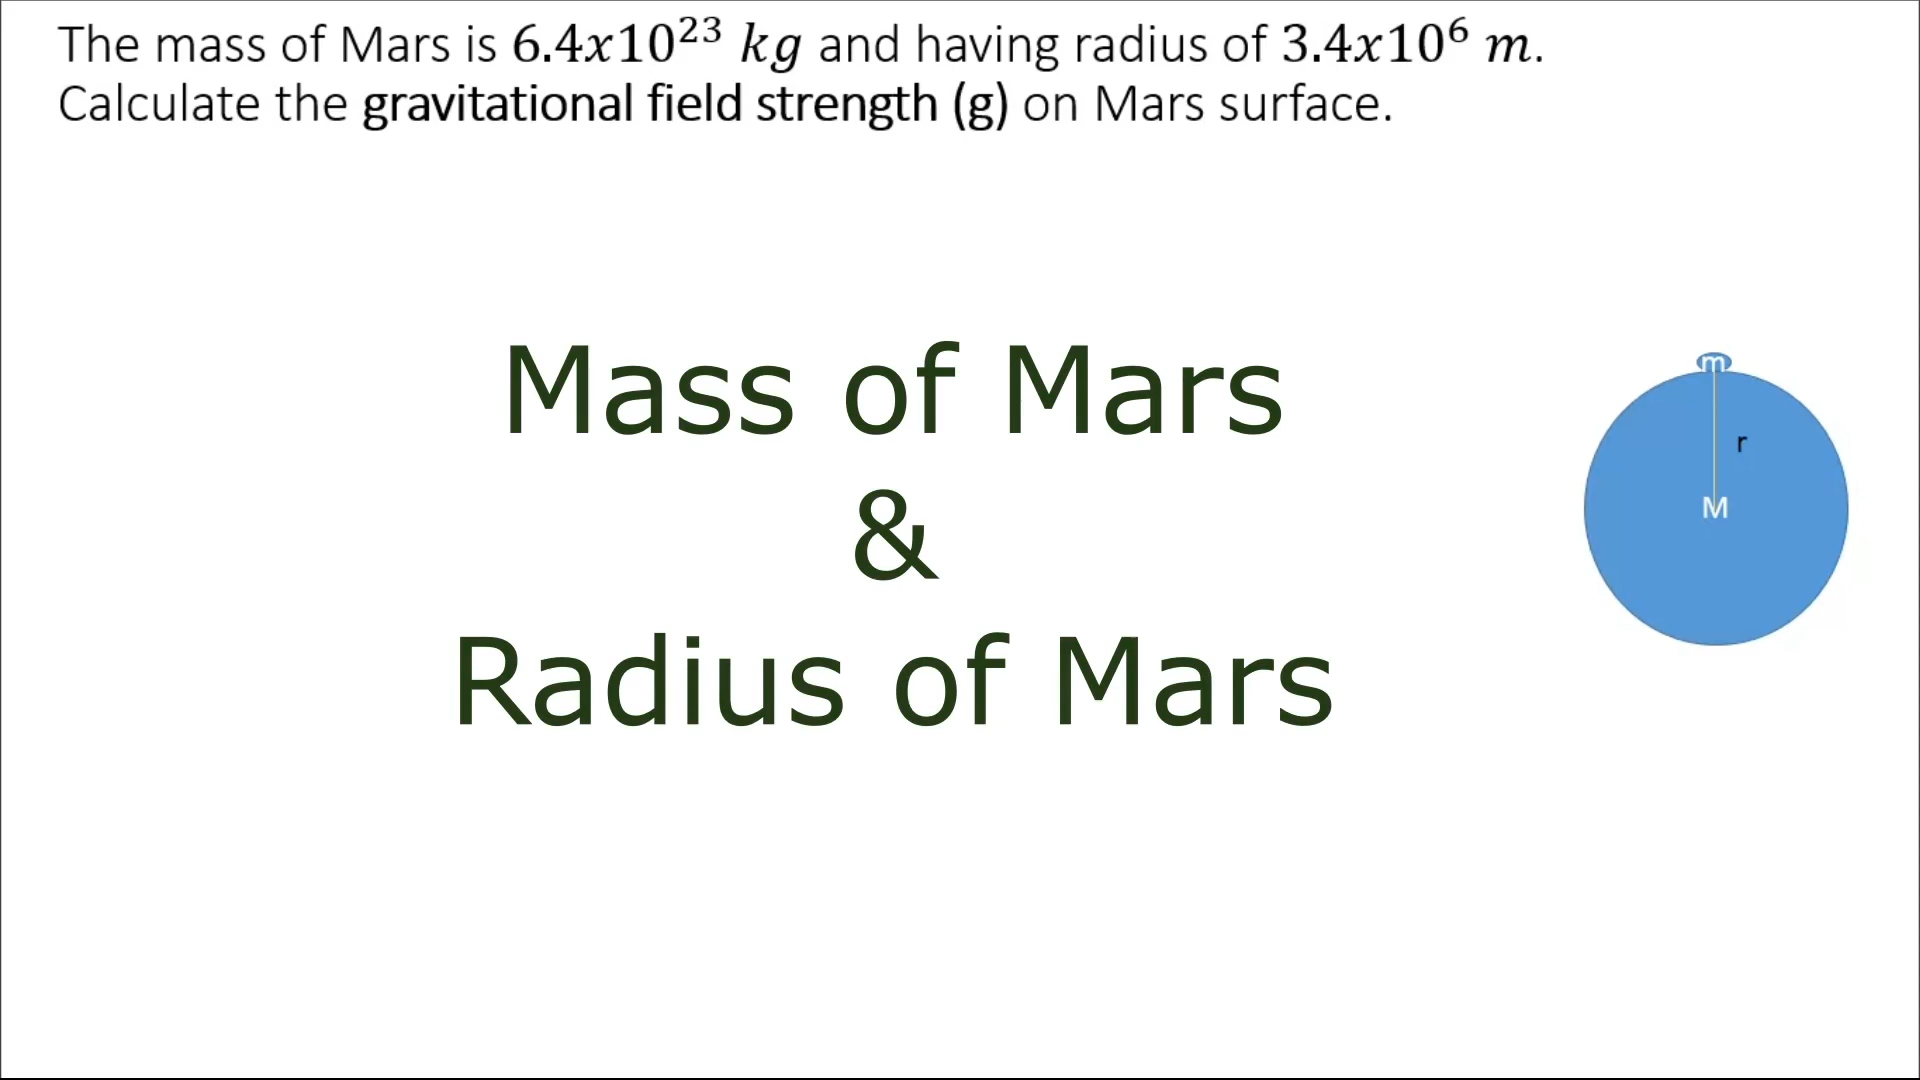 The mass of Mars is 6.4x10²³ kg and having radius of 3.4x10⁶ m.
Calculate the gravitational field strength (g) on Mars surface.
Mass of Mars
&
Radius of Mars
m
r
M